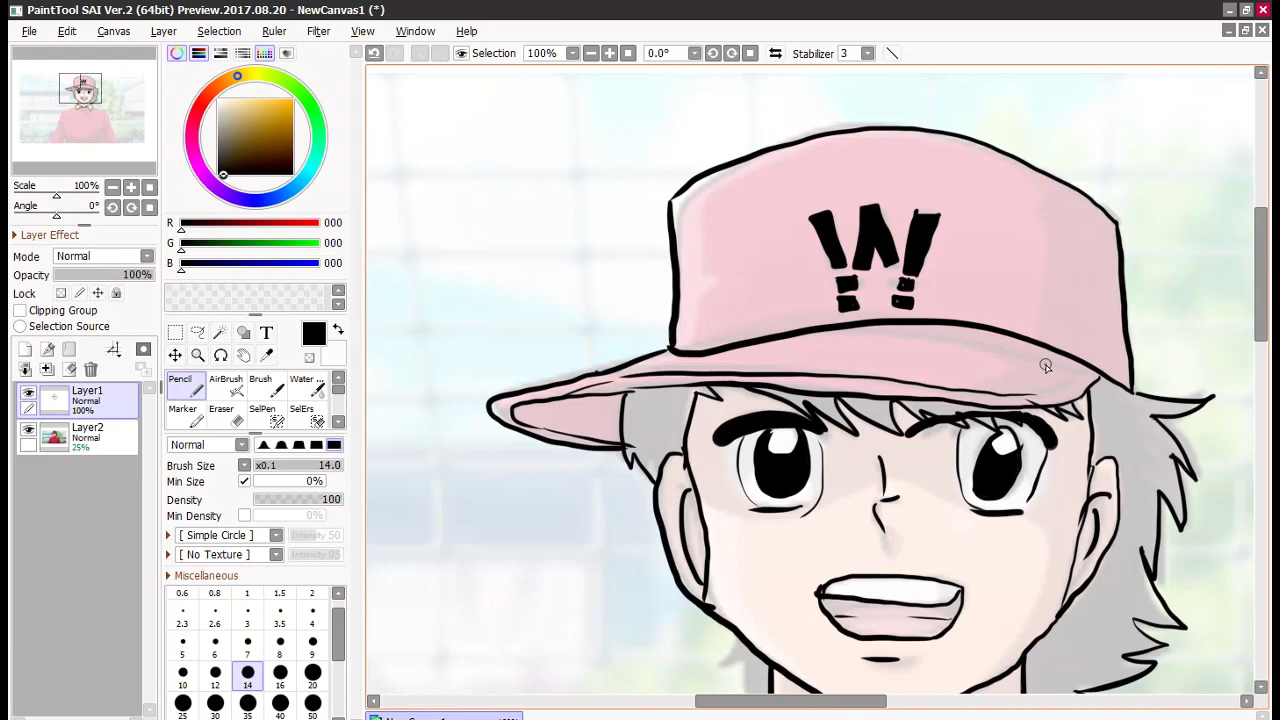 PaintTool SAI Ver.2 (64bit) Preview.2017.08.20 - NewCanvas1 (*)
File Edit Canvas Layer Selection Ruler Filter View Window Help
Selection 100% 0.0° Stabilizer 3
Scale 100%
Angle 0°
Layer Effect
Mode Normal
Opacity 100%
Lock
Clipping Group
Selection Source
Layer1
Normal
100%
Layer2
Normal
25%
R 000
G 000
B 000
T
Pencil AirBrush Brush Water ...
Marker Eraser SelPen SelErs
Normal
Brush Size x0.1 14.0
Min Size 0%
Density 100
Min Density 0%
[ Simple Circle ] Intensity 50
[ No Texture ] Intensity 95
Miscellaneous
0.6 0.8 1 1.5 2
2.3 2.6 3 3.5 4
5 6 7 8 9
10 12 14 16 20
25 30 35 40 50
W